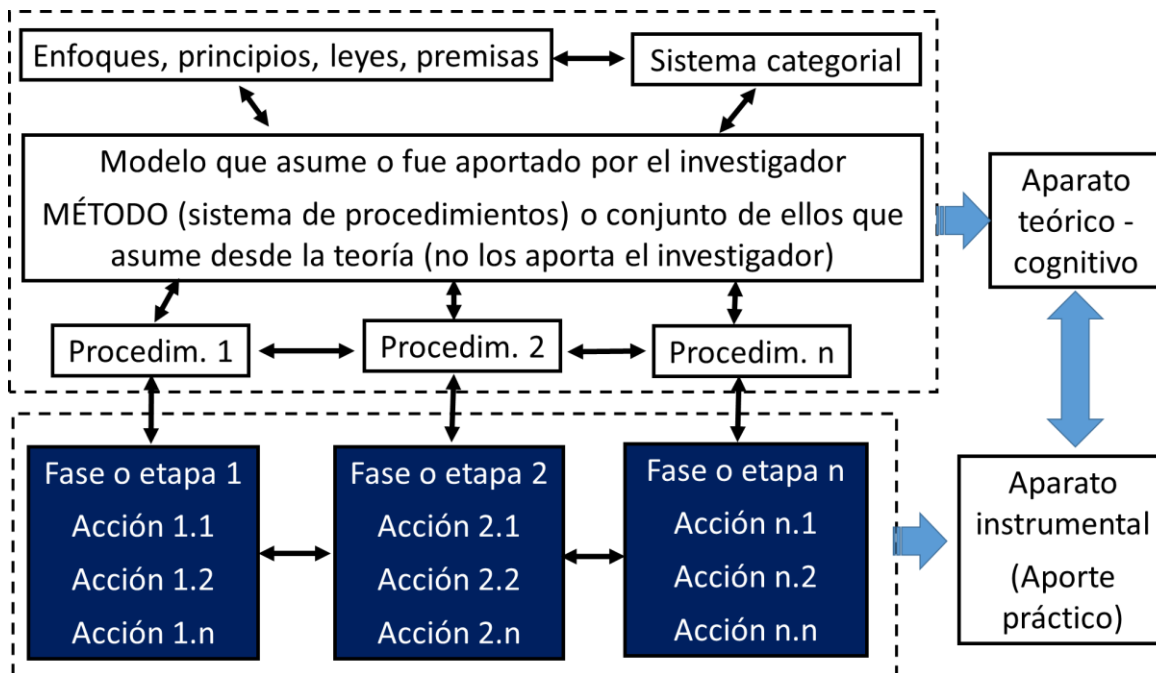 Enfoques, principios, leyes, premisas
Sistema categorial
Modelo que asume o fue aportado por el investigador
MÉTODO (sistema de procedimientos) o conjunto de ellos que
asume desde la teoría (no los aporta el investigador)
Procedim. 1
Procedim. 2
Procedim. n
Aparato
teórico -
cognitivo
Fase o etapa 1
Acción 1.1
Acción 1.2
Acción 1.n
Fase o etapa 2
Acción 2.1
Acción 2.2
Acción 2.n
Fase o etapa n
Acción n.1
Acción n.2
Acción n.n
Aparato
instrumental
(Aporte
práctico)